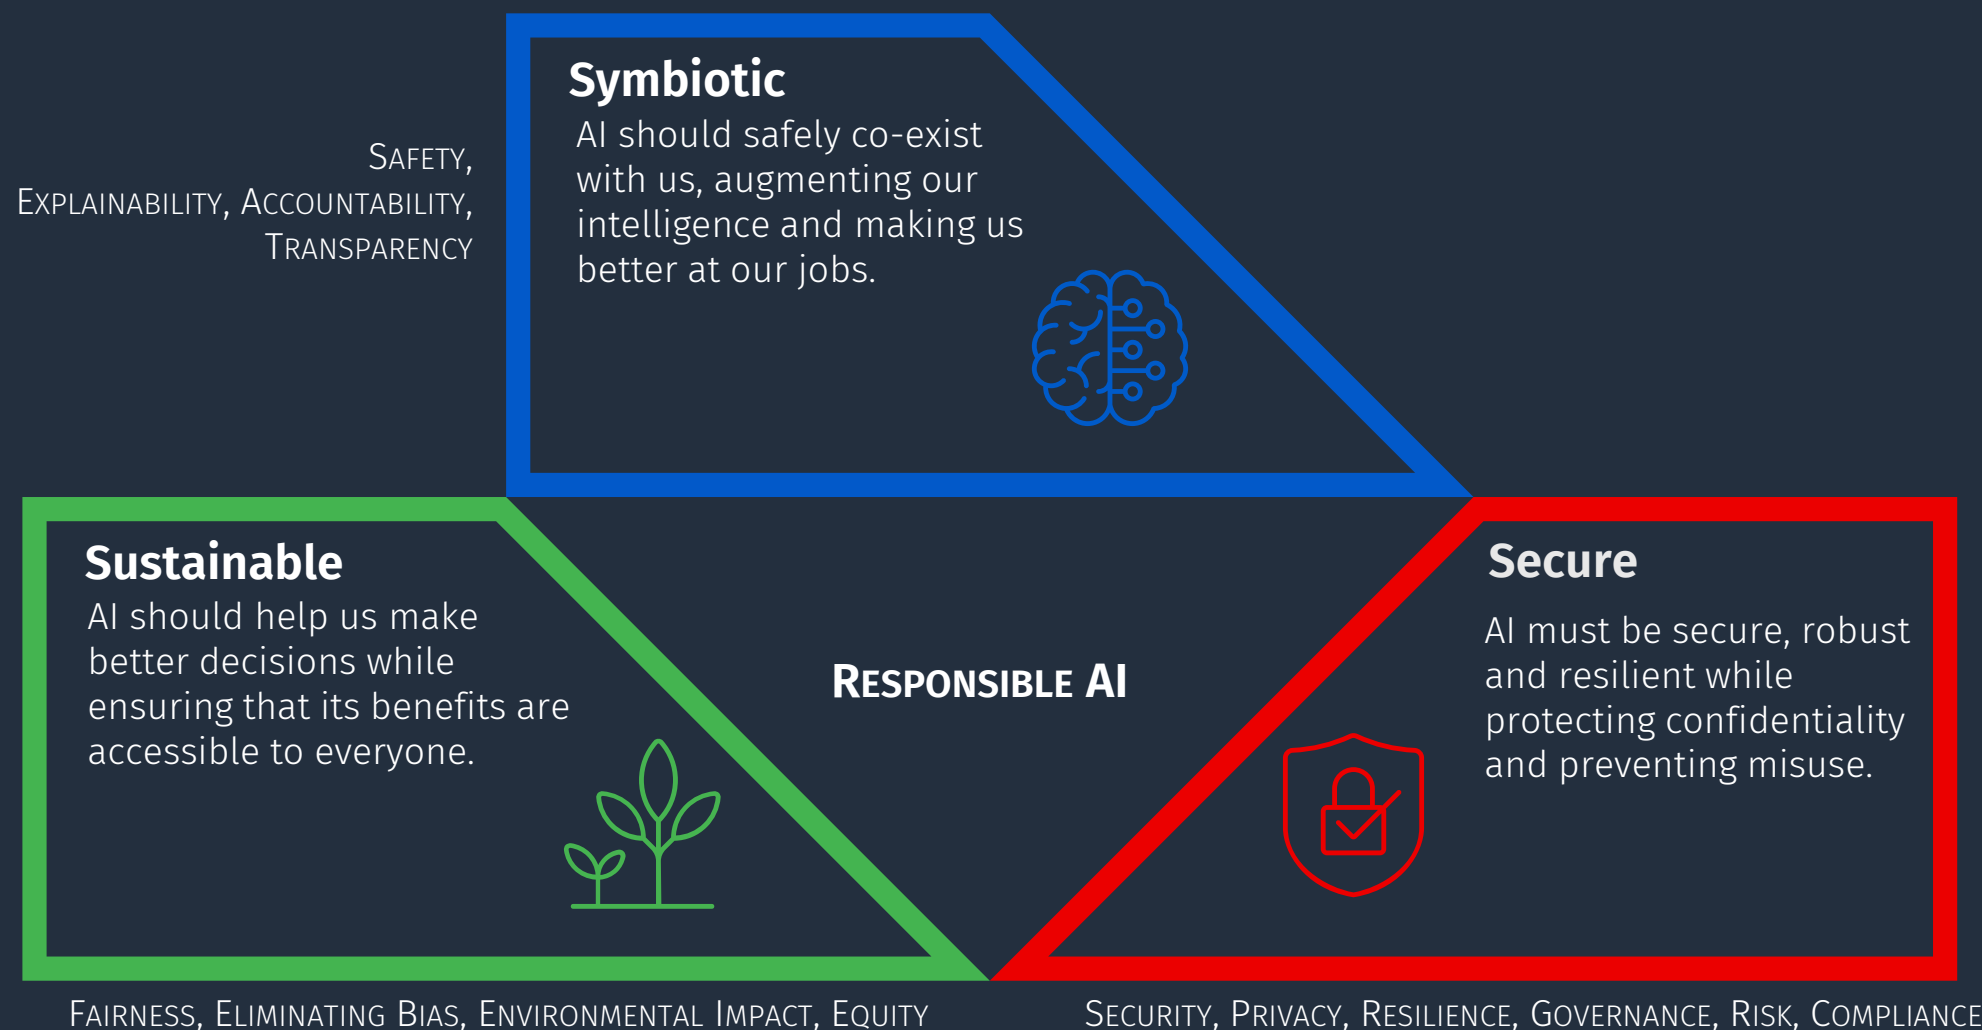 Symbiotic
AI should safely co-exist
with us, augmenting our
intelligence and making us
better at our jobs.
Safety,
Explainability, Accountability,
Transparency
Sustainable
AI should help us make
better decisions while
ensuring that its benefits are
accessible to everyone.
Responsible AI
Secure
AI must be secure, robust
and resilient while
protecting confidentiality
and preventing misuse.
Fairness, Eliminating Bias, Environmental Impact, Equity
Security, Privacy, Resilience, Governance, Risk, Compliance